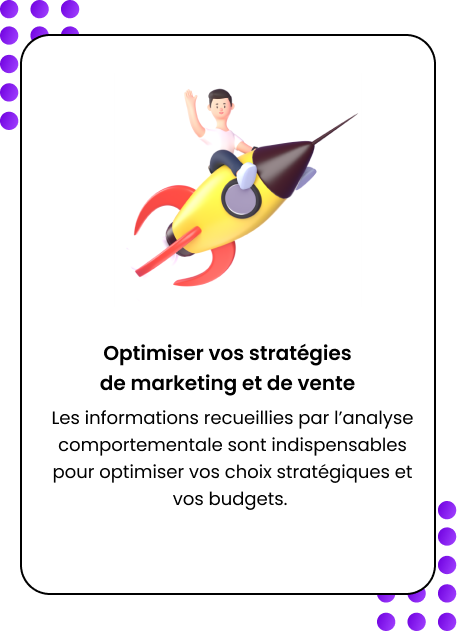 Optimiser vos stratégies
de marketing et de vente
Les informations recueillies par l’analyse
comportementale sont indispensables
pour optimiser vos choix stratégiques et
vos budgets.